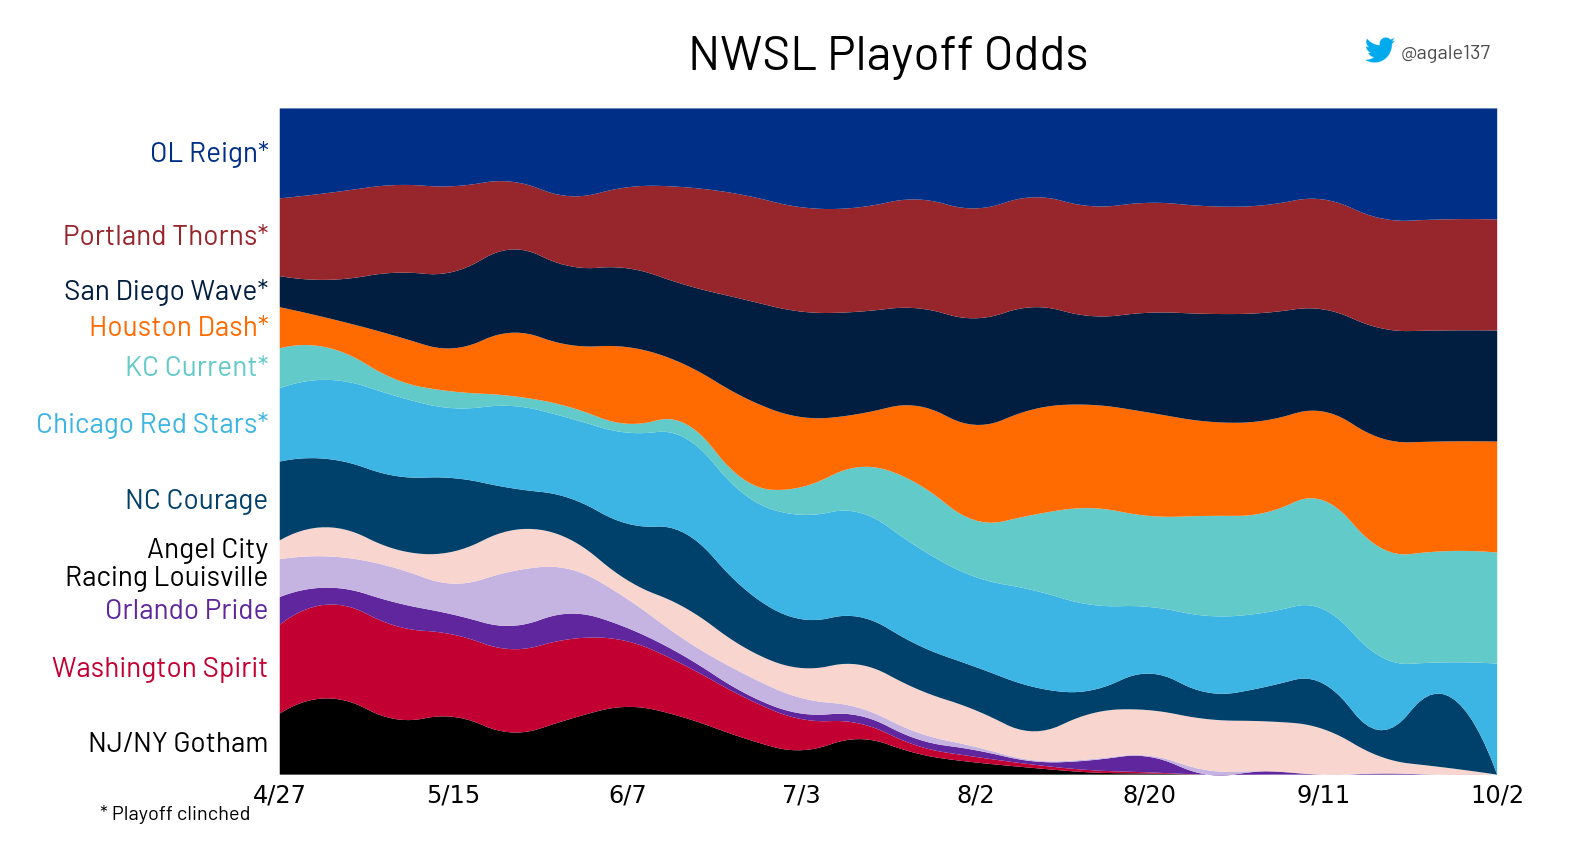 NWSL Playoff Odds
@agale137
OL Reign*
Portland Thorns*
San Diego Wave*
Houston Dash*
KC Current*
Chicago Red Stars*
NC Courage
Angel City
Racing Louisville
Orlando Pride
Washington Spirit
NJ/NY Gotham
4/27 5/15 6/7 7/3 8/2 8/20 9/11 10/2
* Playoff clinched